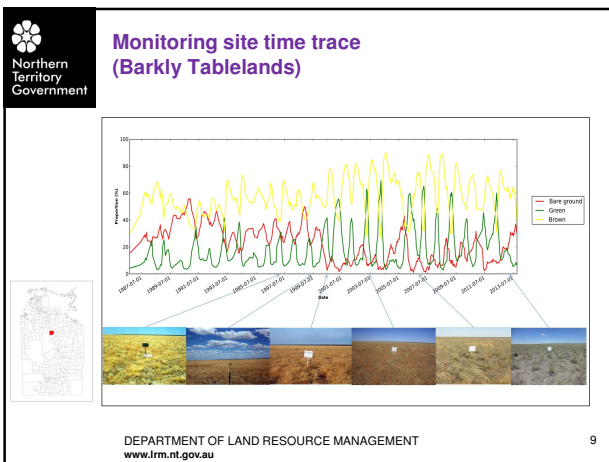 Northern
Territory
Government
Monitoring site time trace
(Barkly Tablelands)
100
80
60
40
20
0
Proportion (%)
1987-07-01
1989-07-01
1991-07-01
1993-07-01
1995-07-01
1997-07-01
1999-07-01
2001-07-01
2003-07-01
2005-07-01
2007-07-01
2009-07-01
2011-07-01
2013-07-01
Date
Bare ground
Green
Brown
DEPARTMENT OF LAND RESOURCE MANAGEMENT
www.lrm.nt.gov.au
9